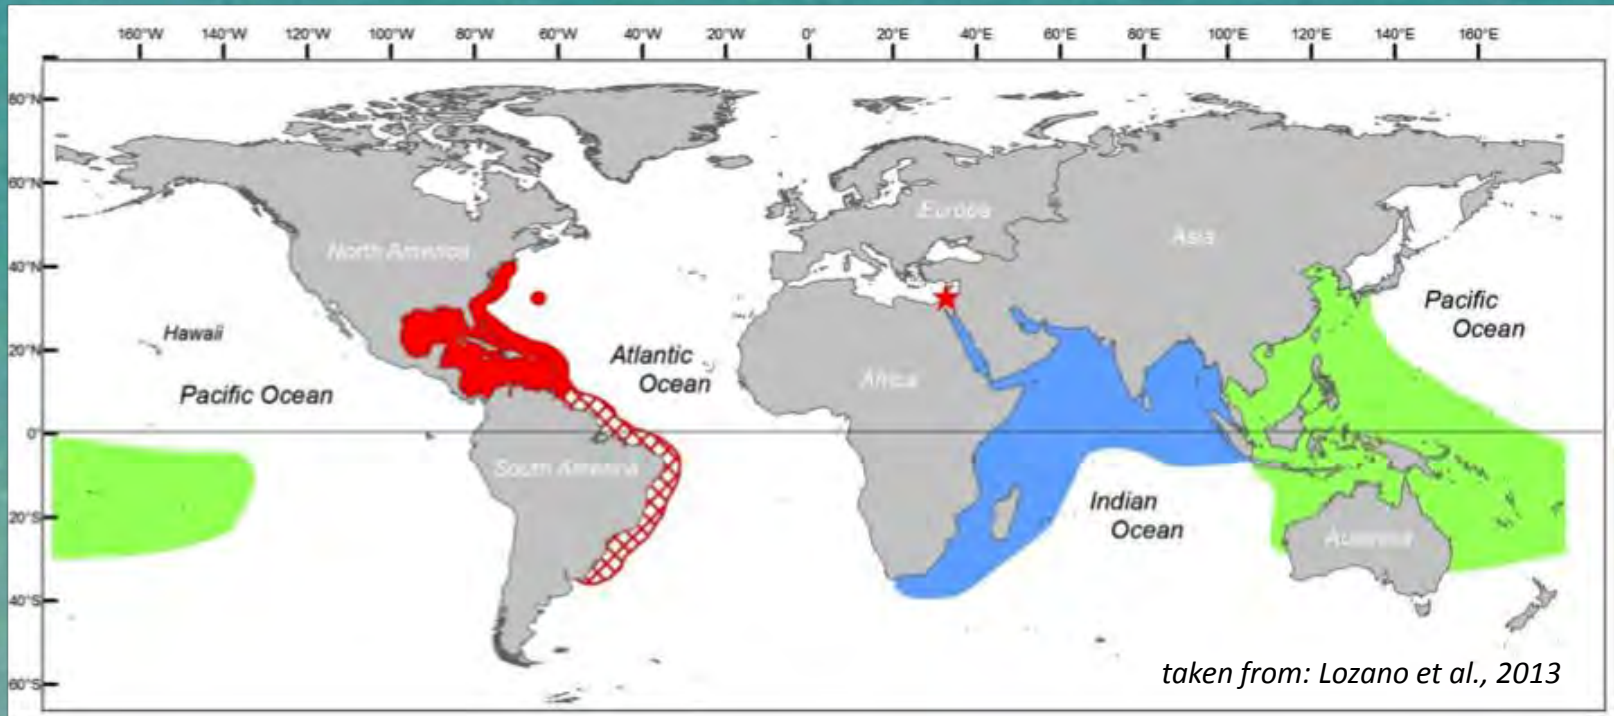 160°W 140°W 120°W 100°W 80°W 60°W 40°W 20°W 0° 20°E 40°E 60°E 80°E 100°E 120°E 140°E 160°E
80°N
60°N
Europe
Asia
North America
40°N
Pacific
Ocean
Hawaii
20°N
Atlantic
Ocean
Africa
Pacific Ocean
0°
South America
Indian
Ocean
20°S
Australia
40°S
taken from: Lozano et al., 2013
60°S